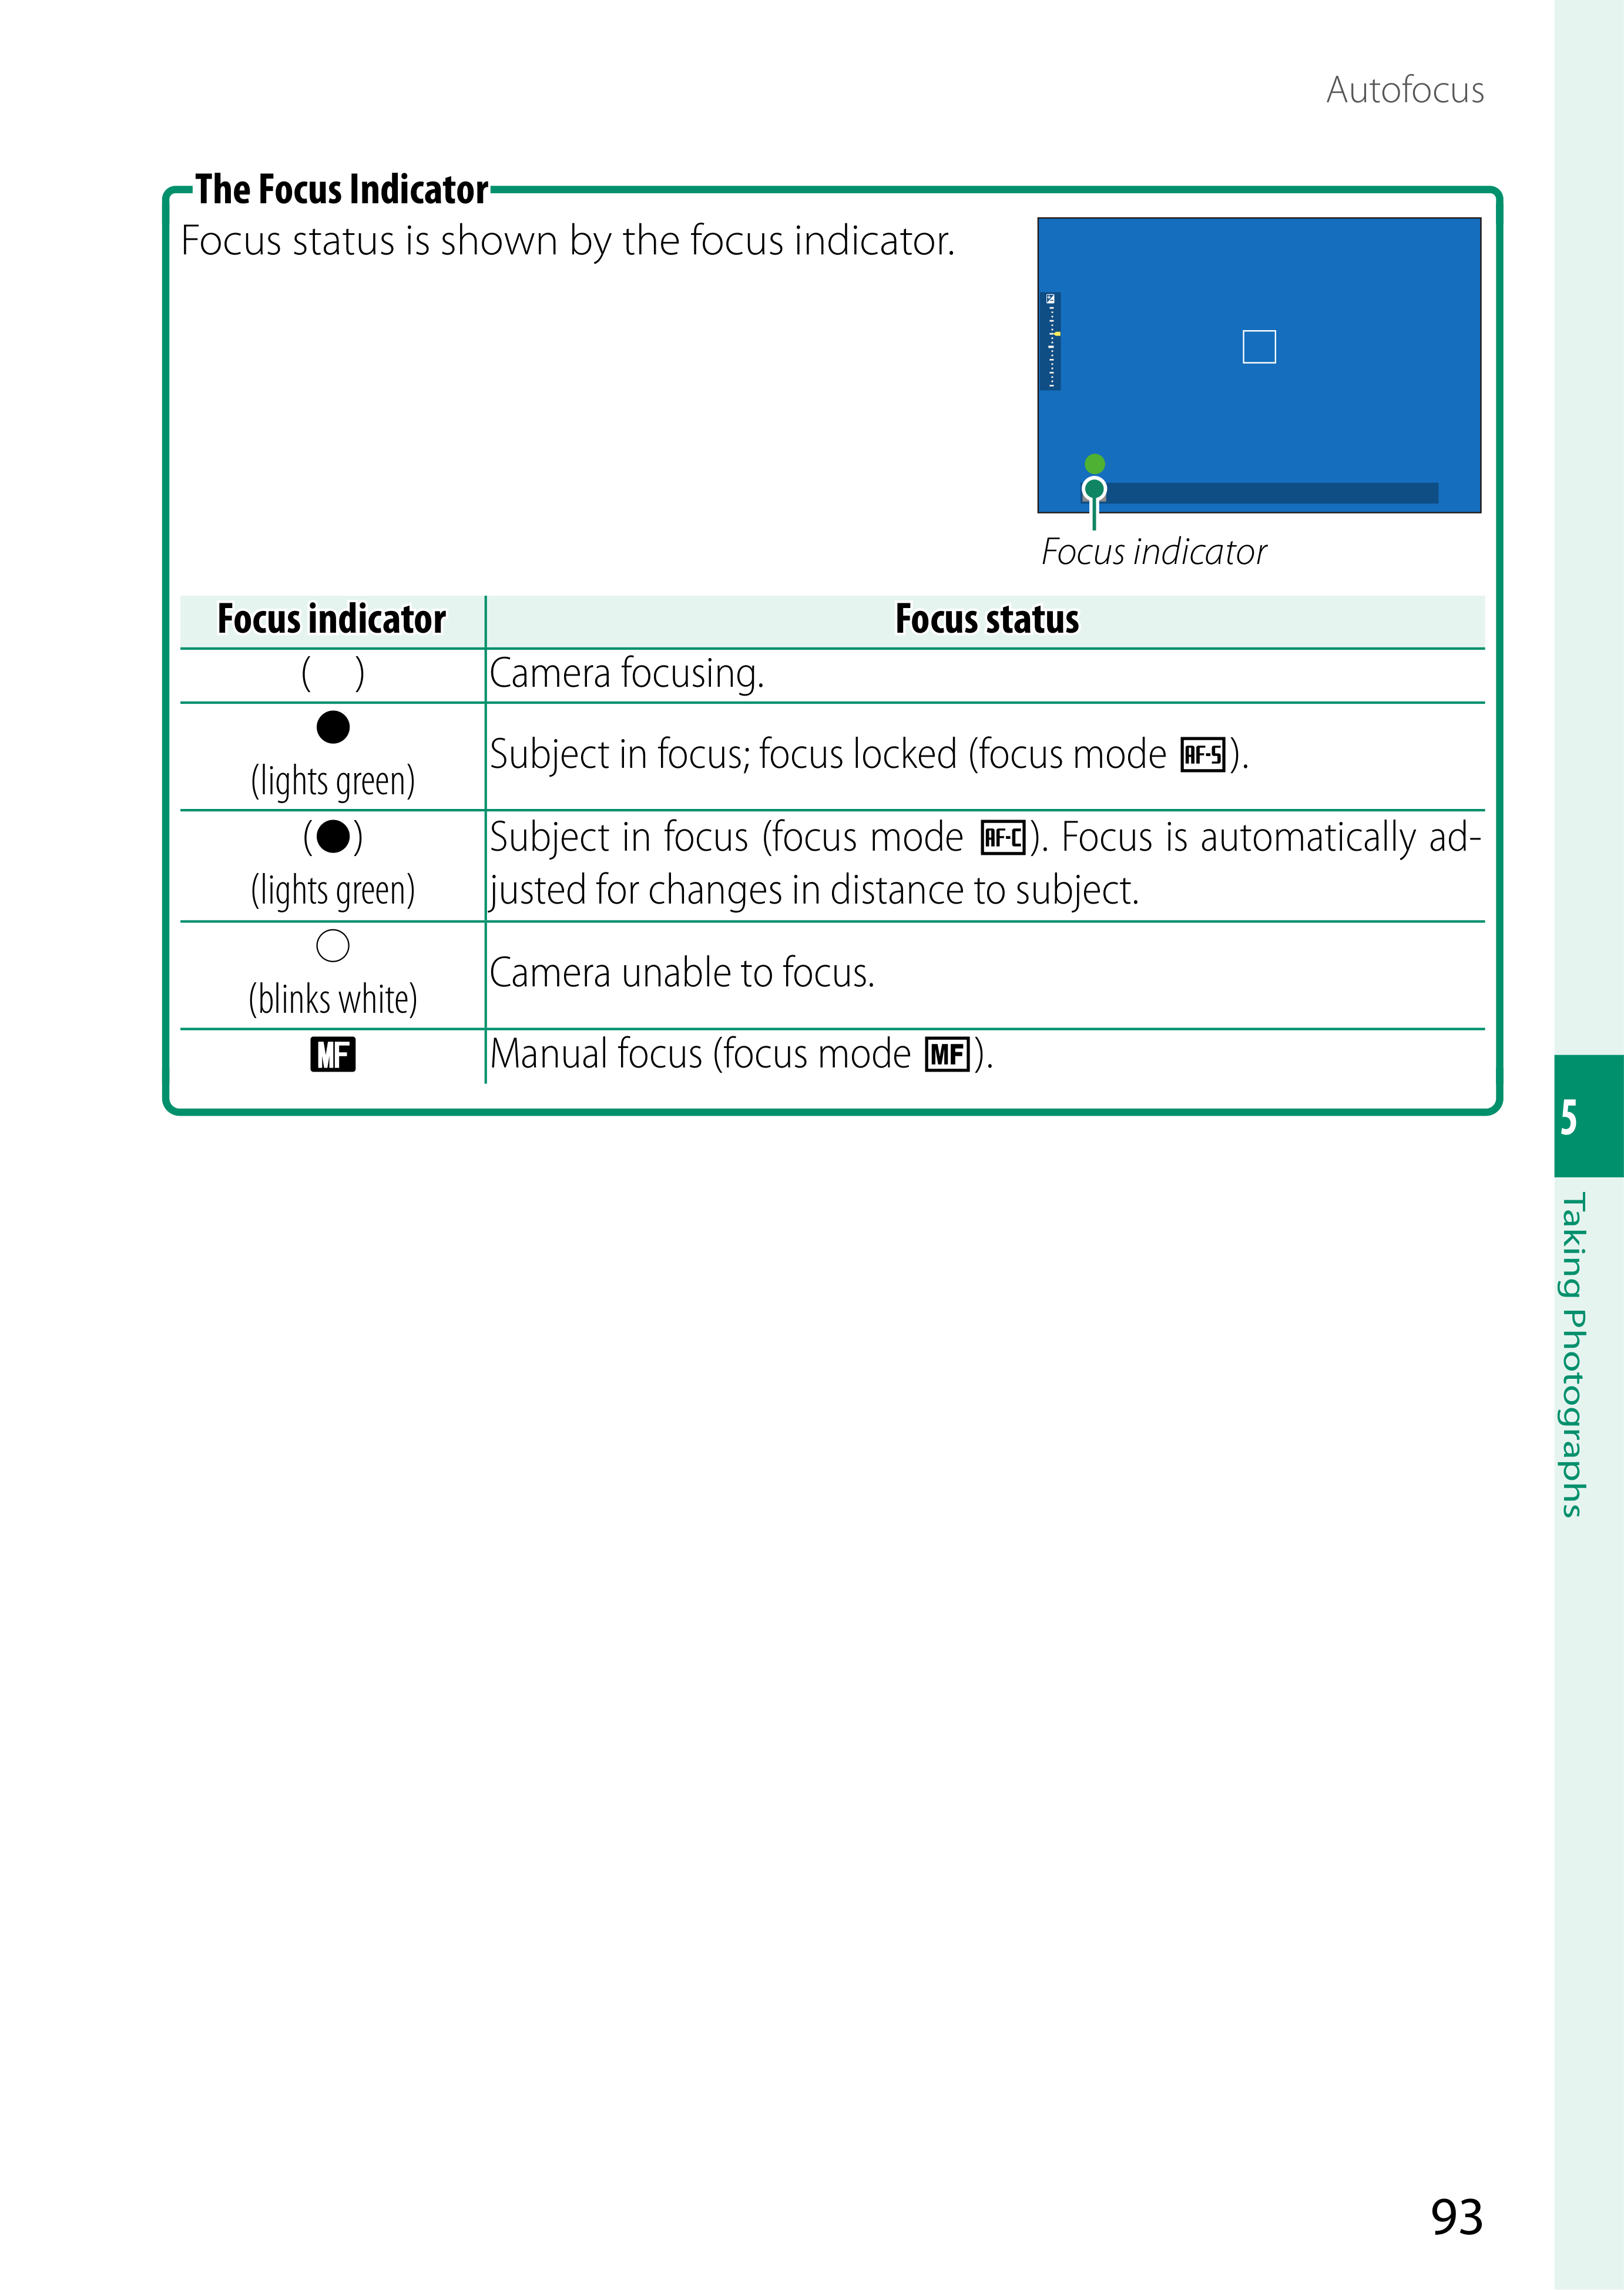 Autofocus
The Focus Indicator
Focus status is shown by the focus indicator.
Focus indicator
Focus indicator Focus status
( ) Camera focusing.
●
(lights green)
Subject in focus; focus locked (focus mode AF-S).
(●)
(lights green)
Subject in focus (focus mode AF-C). Focus is automatically ad-
justed for changes in distance to subject.
○
(blinks white)
Camera unable to focus.
MF Manual focus (focus mode MF).
5
Taking Photographs
93